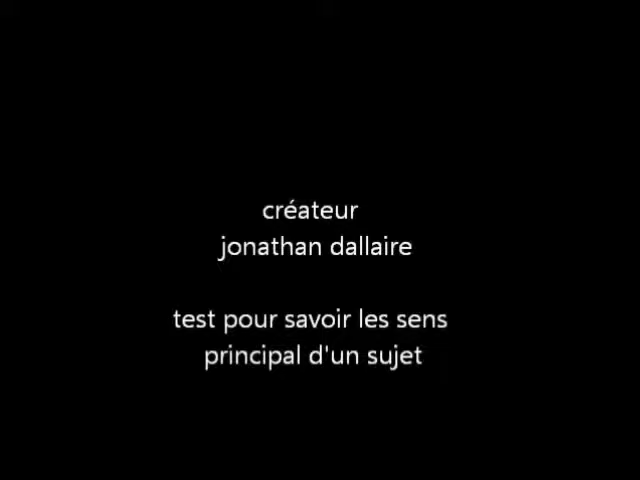 créateur
jonathan dallaire
test pour savoir les sens
principal d'un sujet